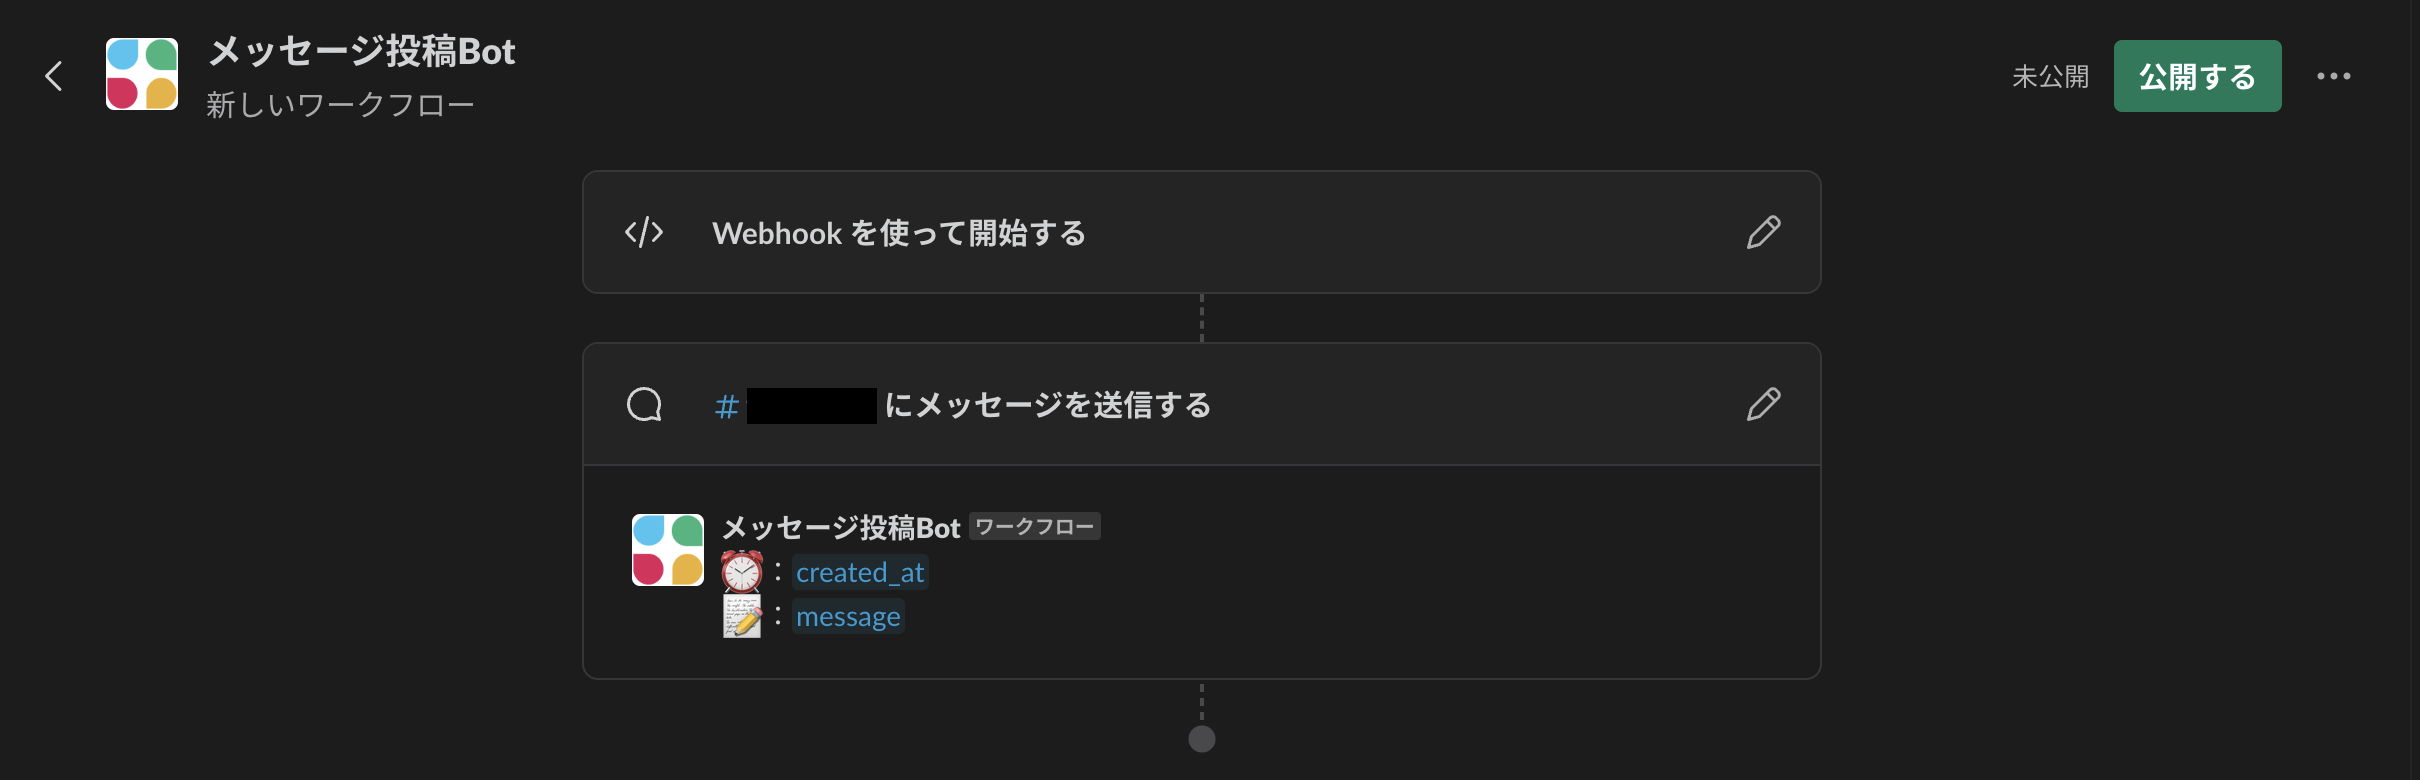 メッセージ投稿Bot
新しいワークフロー
未公開
公開する
Webhook を使って開始する
# にメッセージを送信する
メッセージ投稿Bot ワークフロー
⏰：created_at
📝：message